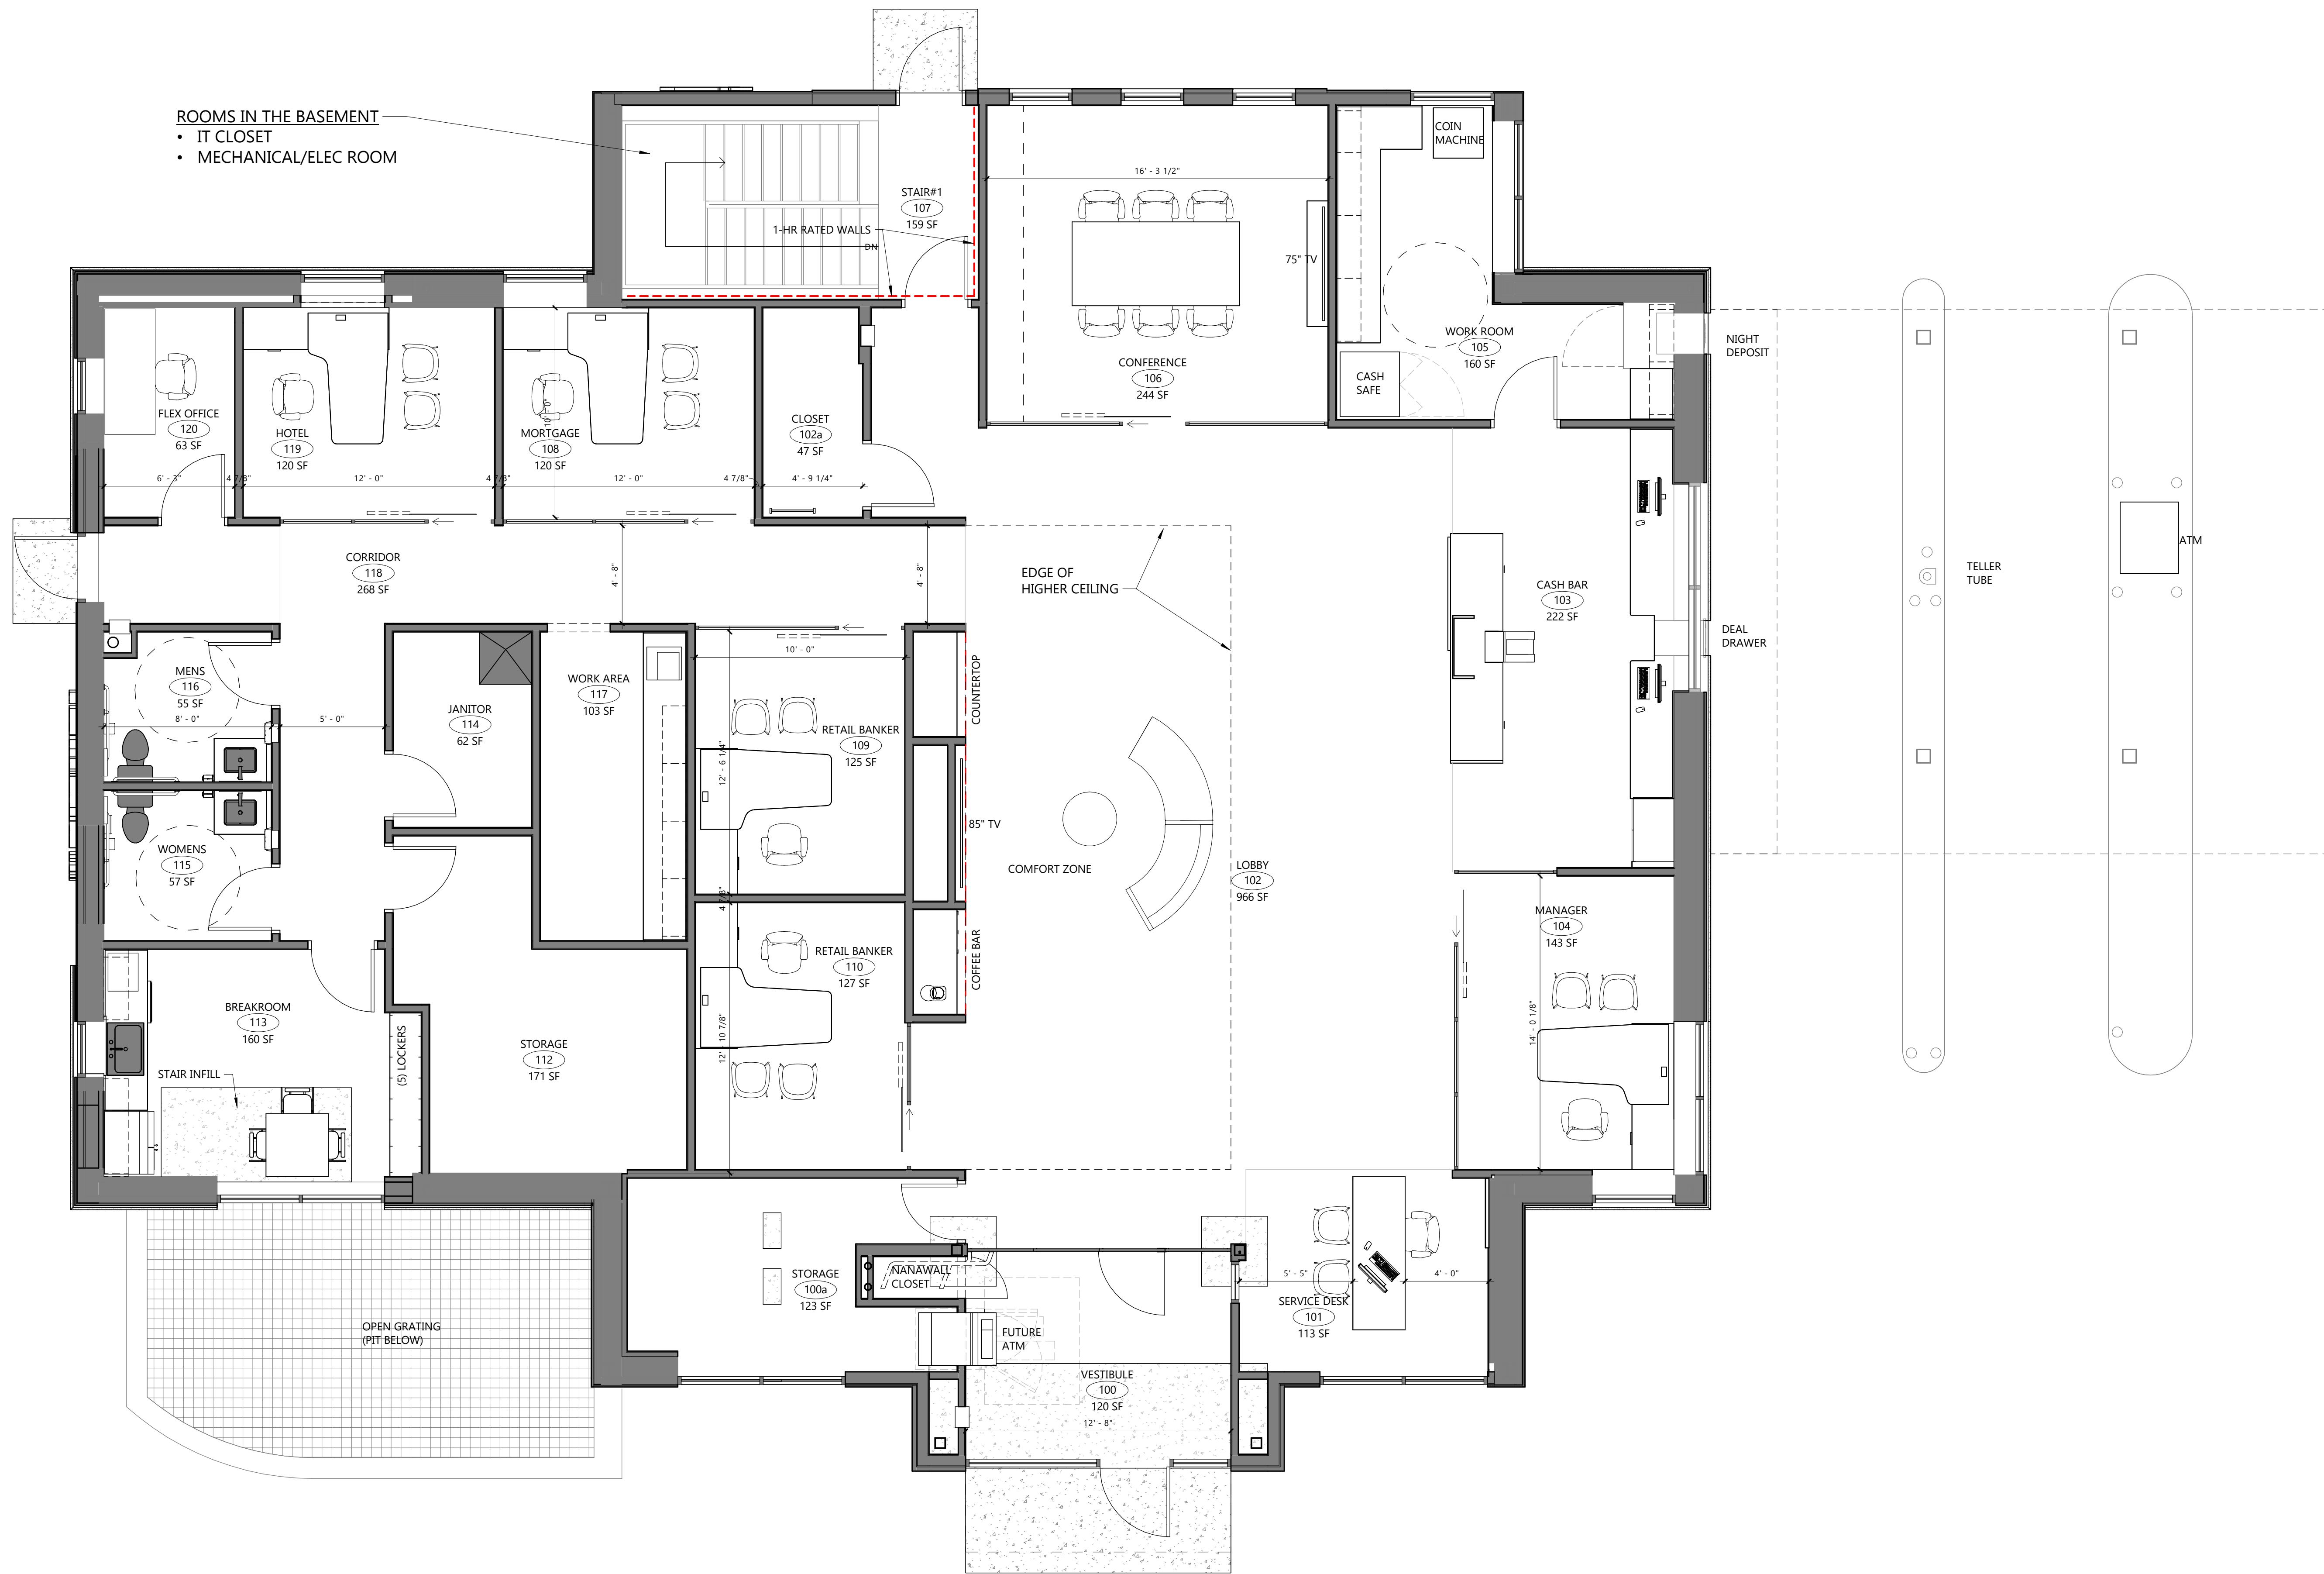 ROOMS IN THE BASEMENT
• IT CLOSET
• MECHANICAL/ELEC ROOM
STAIR#1
107
159 SF
1-HR RATED WALLS
DN
16' - 3 1/2"
75" TV
CONFERENCE
106
244 SF
COIN
MACHINE
WORK ROOM
105
160 SF
CASH
SAFE
NIGHT
DEPOSIT
FLEX OFFICE
120
63 SF
HOTEL
119
120 SF
MORTGAGE
108
120 SF
10' - 0"
CLOSET
102a
47 SF
6' - 3"
4 7/8"
12' - 0"
4 7/8"
12' - 0"
4 7/8"
4' - 9 1/4"
CORRIDOR
118
268 SF
4' - 8"
4' - 8"
EDGE OF
HIGHER CEILING
CASH BAR
103
222 SF
TELLER
TUBE
ATM
DEAL
DRAWER
MENS
116
55 SF
8' - 0"
5' - 0"
JANITOR
114
62 SF
WORK AREA
117
103 SF
10' - 0"
RETAIL BANKER
109
125 SF
12' - 6 1/4"
COUNTERTOP
85" TV
COMFORT ZONE
LOBBY
102
966 SF
WOMENS
115
57 SF
4 7/8"
RETAIL BANKER
110
127 SF
12' - 10 7/8"
COFFEE BAR
MANAGER
104
143 SF
14' - 0 1/8"
BREAKROOM
113
160 SF
STAIR INFILL
(5) LOCKERS
STORAGE
112
171 SF
STORAGE
100a
123 SF
NANAWALL
CLOSET
5' - 5"
4' - 0"
SERVICE DESK
101
113 SF
OPEN GRATING
(PIT BELOW)
FUTURE
ATM
VESTIBULE
100
120 SF
12' - 8"